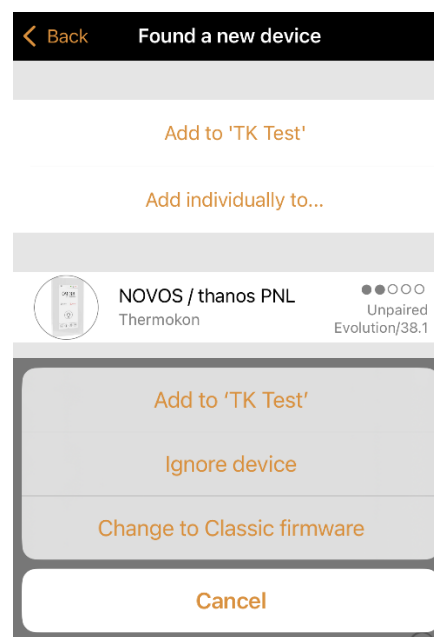 Back
Found a new device
Add to 'TK Test'
Add individually to...
NOVOS / thanos PNL
Thermokon
Unpaired
Evolution/38.1
Add to ‘TK Test’
Ignore device
Change to Classic firmware
Cancel